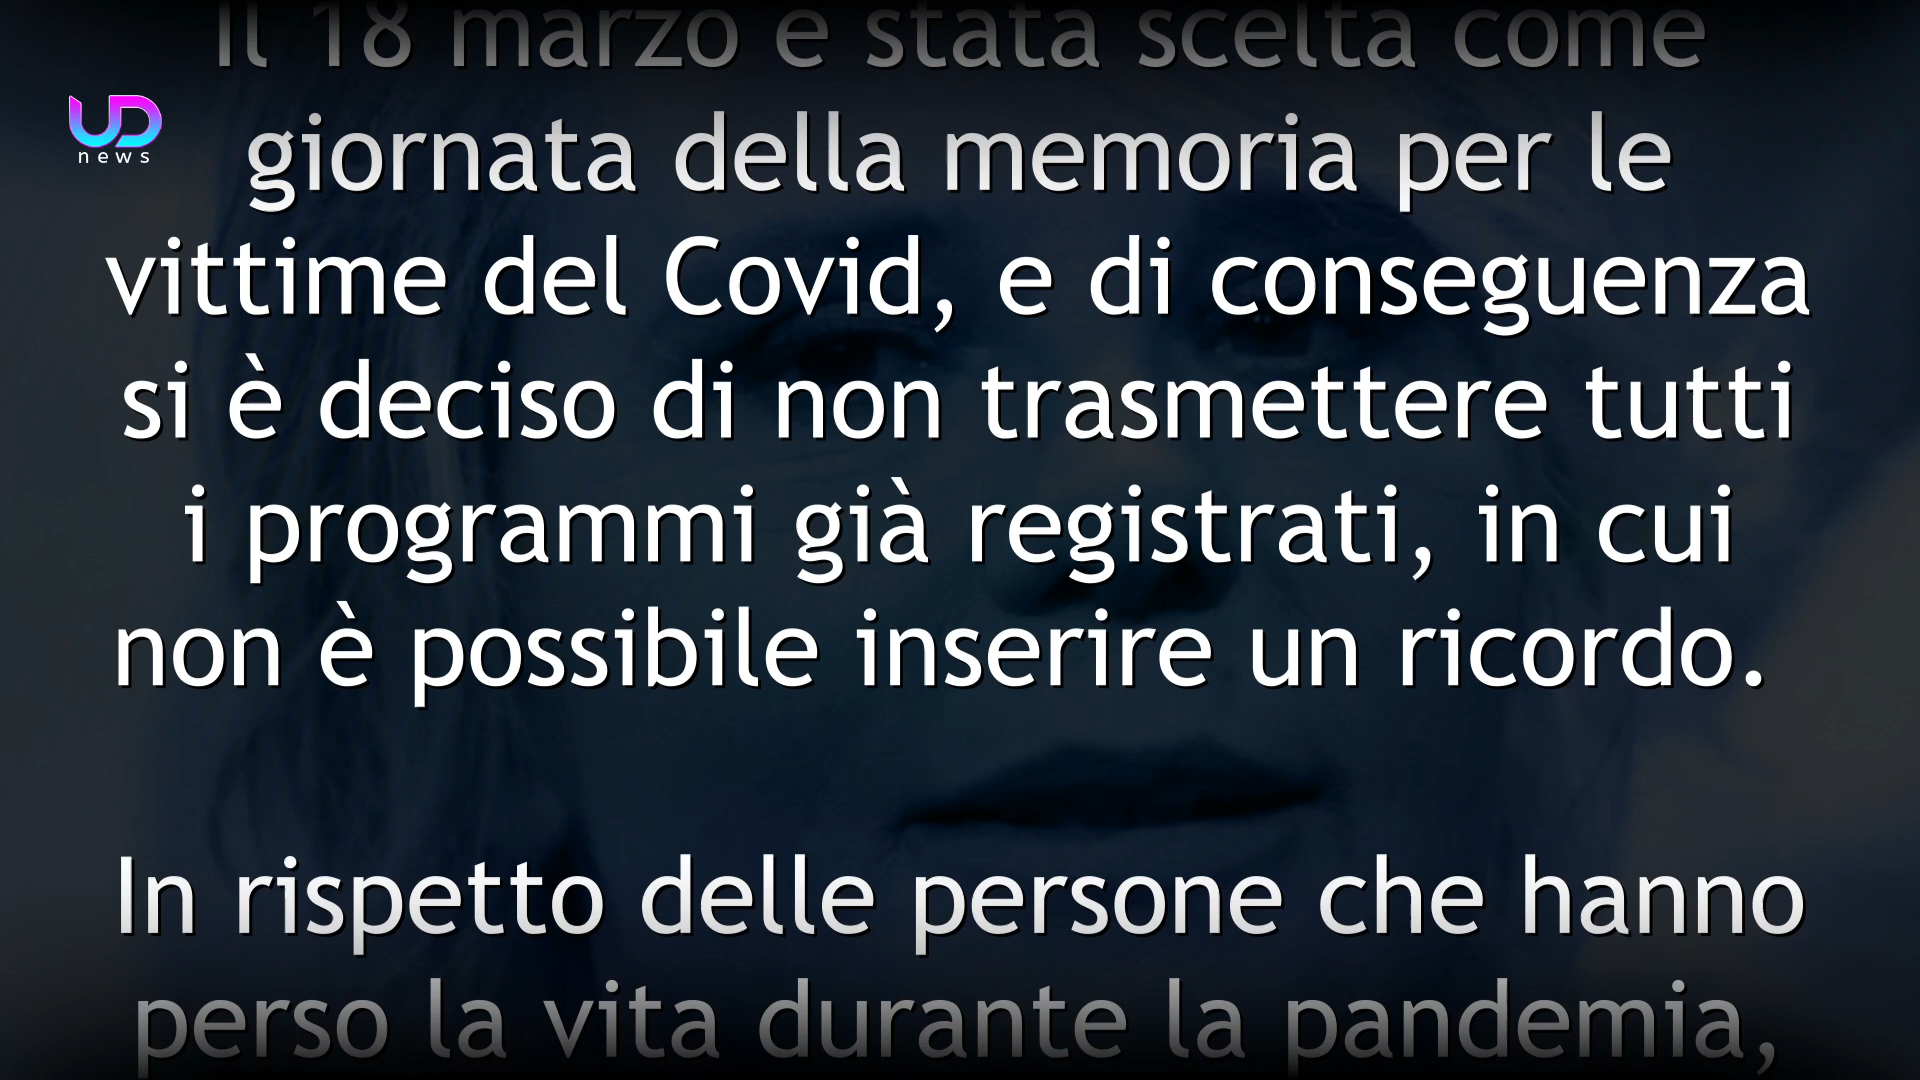 Il 18 marzo è stata scelta come
UD
news
giornata della memoria per le
vittime del Covid, e di conseguenza
si è deciso di non trasmettere tutti
i programmi già registrati, in cui
non è possibile inserire un ricordo.
In rispetto delle persone che hanno
perso la vita durante la pandemia,